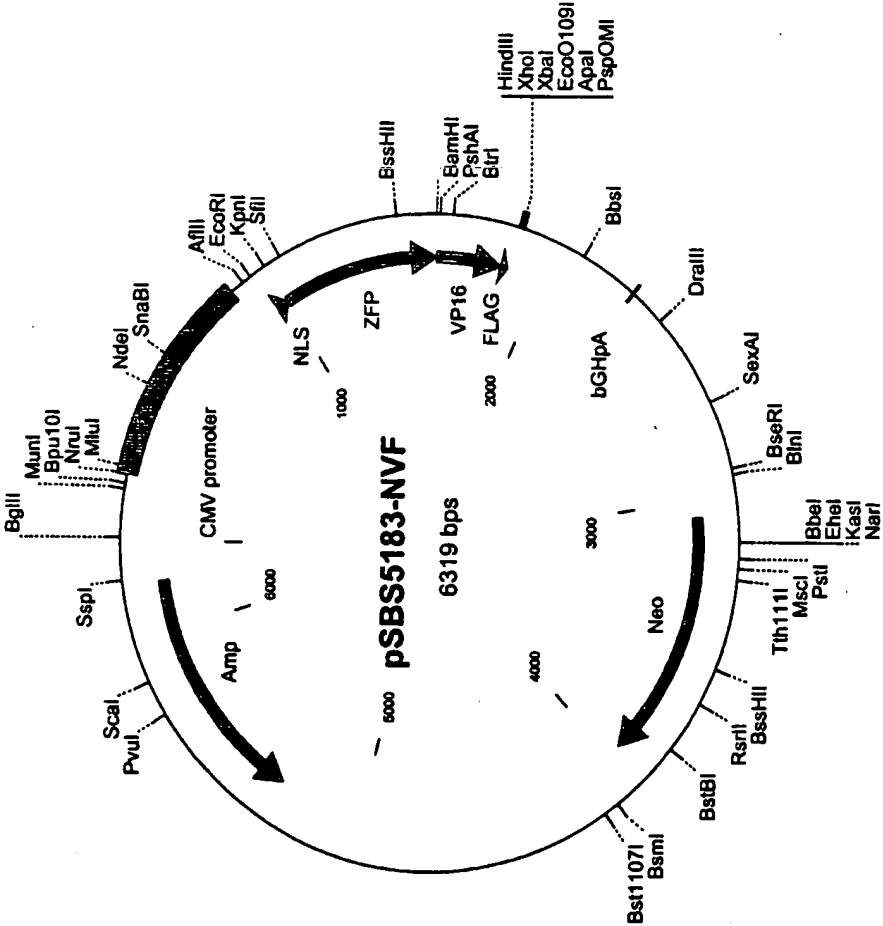 BglII
MunI
Bpu10I
NruI
MluI
NdeI
SnaBI
AflII
EcoRI
KpnI
SfiI
BssHII
BamHI
PshAI
BtrI
HindIII
XhoI
XbaI
EcoO109I
ApaI
PspOMI
BbsI
DraIII
SexAI
BseRI
BlnI
BbeI
EheI
KasI
NarI
PstI
MscI
Tth111I
BssHII
RsrII
BstBI
BsmI
Bst1107I
PvuI
ScaI
SspI
CMV promoter
NLS
ZFP
VP16
FLAG
bGHpA
Neo
Amp
1000
2000
3000
4000
5000
6000
pSBS5183-NVF
6319 bps